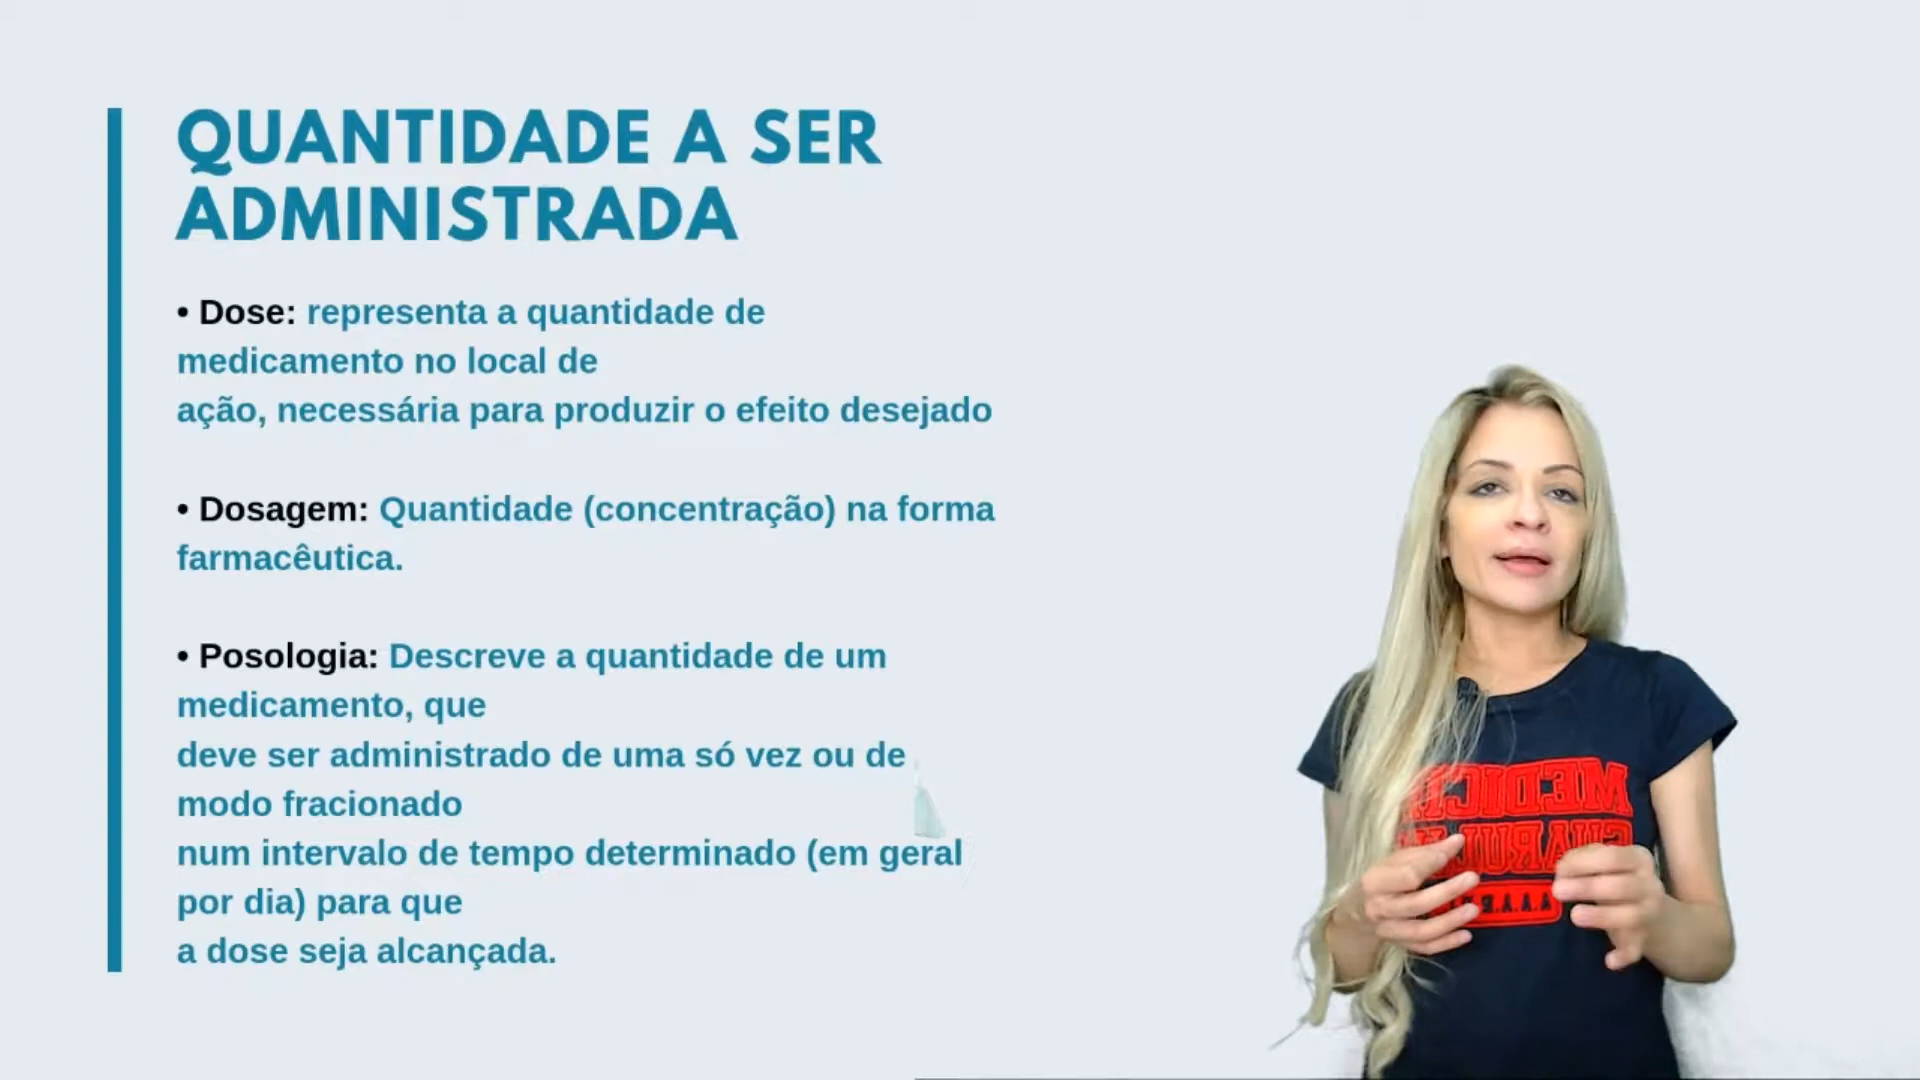 QUANTIDADE A SER
ADMINISTRADA
• Dose: representa a quantidade de
medicamento no local de
ação, necessária para produzir o efeito desejado
• Dosagem: Quantidade (concentração) na forma
farmacêutica.
• Posologia: Descreve a quantidade de um
medicamento, que
deve ser administrado de uma só vez ou de
modo fracionado
num intervalo de tempo determinado (em geral
por dia) para que
a dose seja alcançada.